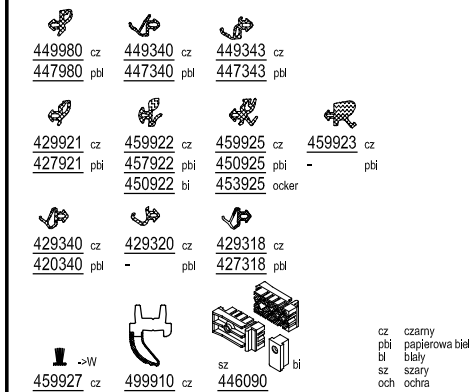 449980 cz 449340 cz 449343 cz
447980 pbl 447340 pbl 447343 pbl
429921 cz 459922 cz 459925 cz 459923 cz
427921 pbi 457922 pbi 450925 pbi - pbi
450922 bi 453925 ocker
429340 cz 429320 cz 429318 cz
420340 pbl - pbl 427318 pbl
->W sz bi
459927 cz 499910 cz 446090
cz czarny
pbi papjerowa biel
bl blały
sz szary
och ochra